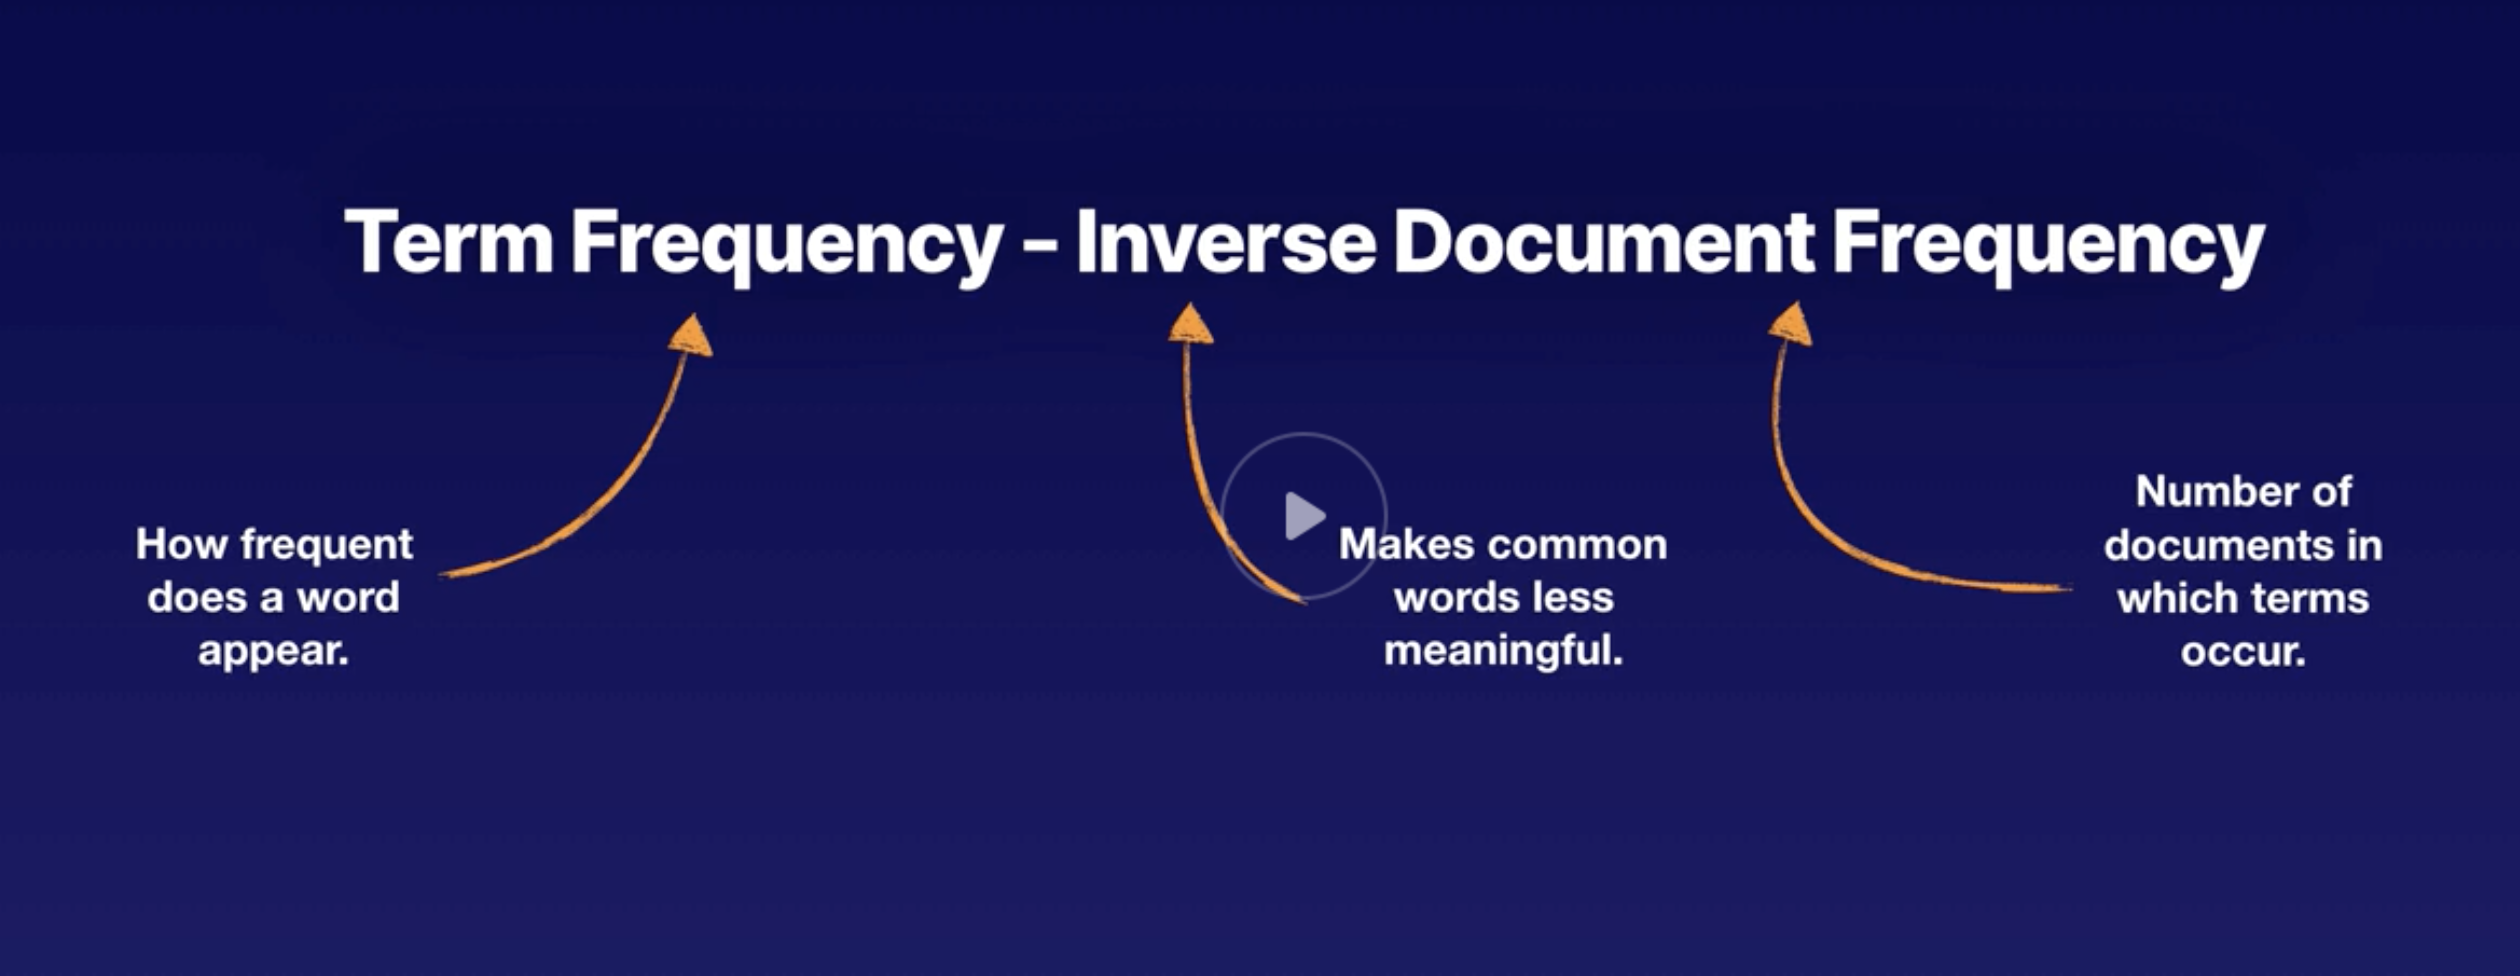 Term Frequency – Inverse Document Frequency
How frequent
does a word
appear.
Makes common
words less
meaningful.
Number of
documents in
which terms
occur.